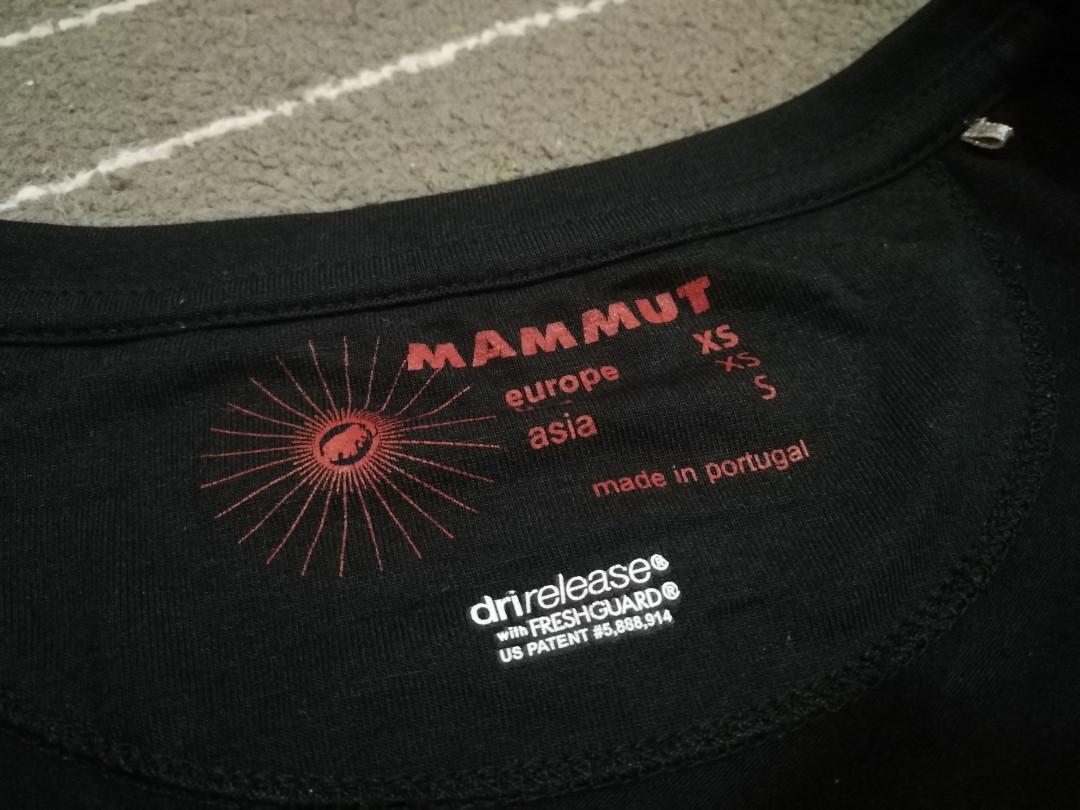 MAMMUT
XS
europe XS
asia S
made in portugal
drirelease®
with FRESHGUARD®
US PATENT #5,888,914